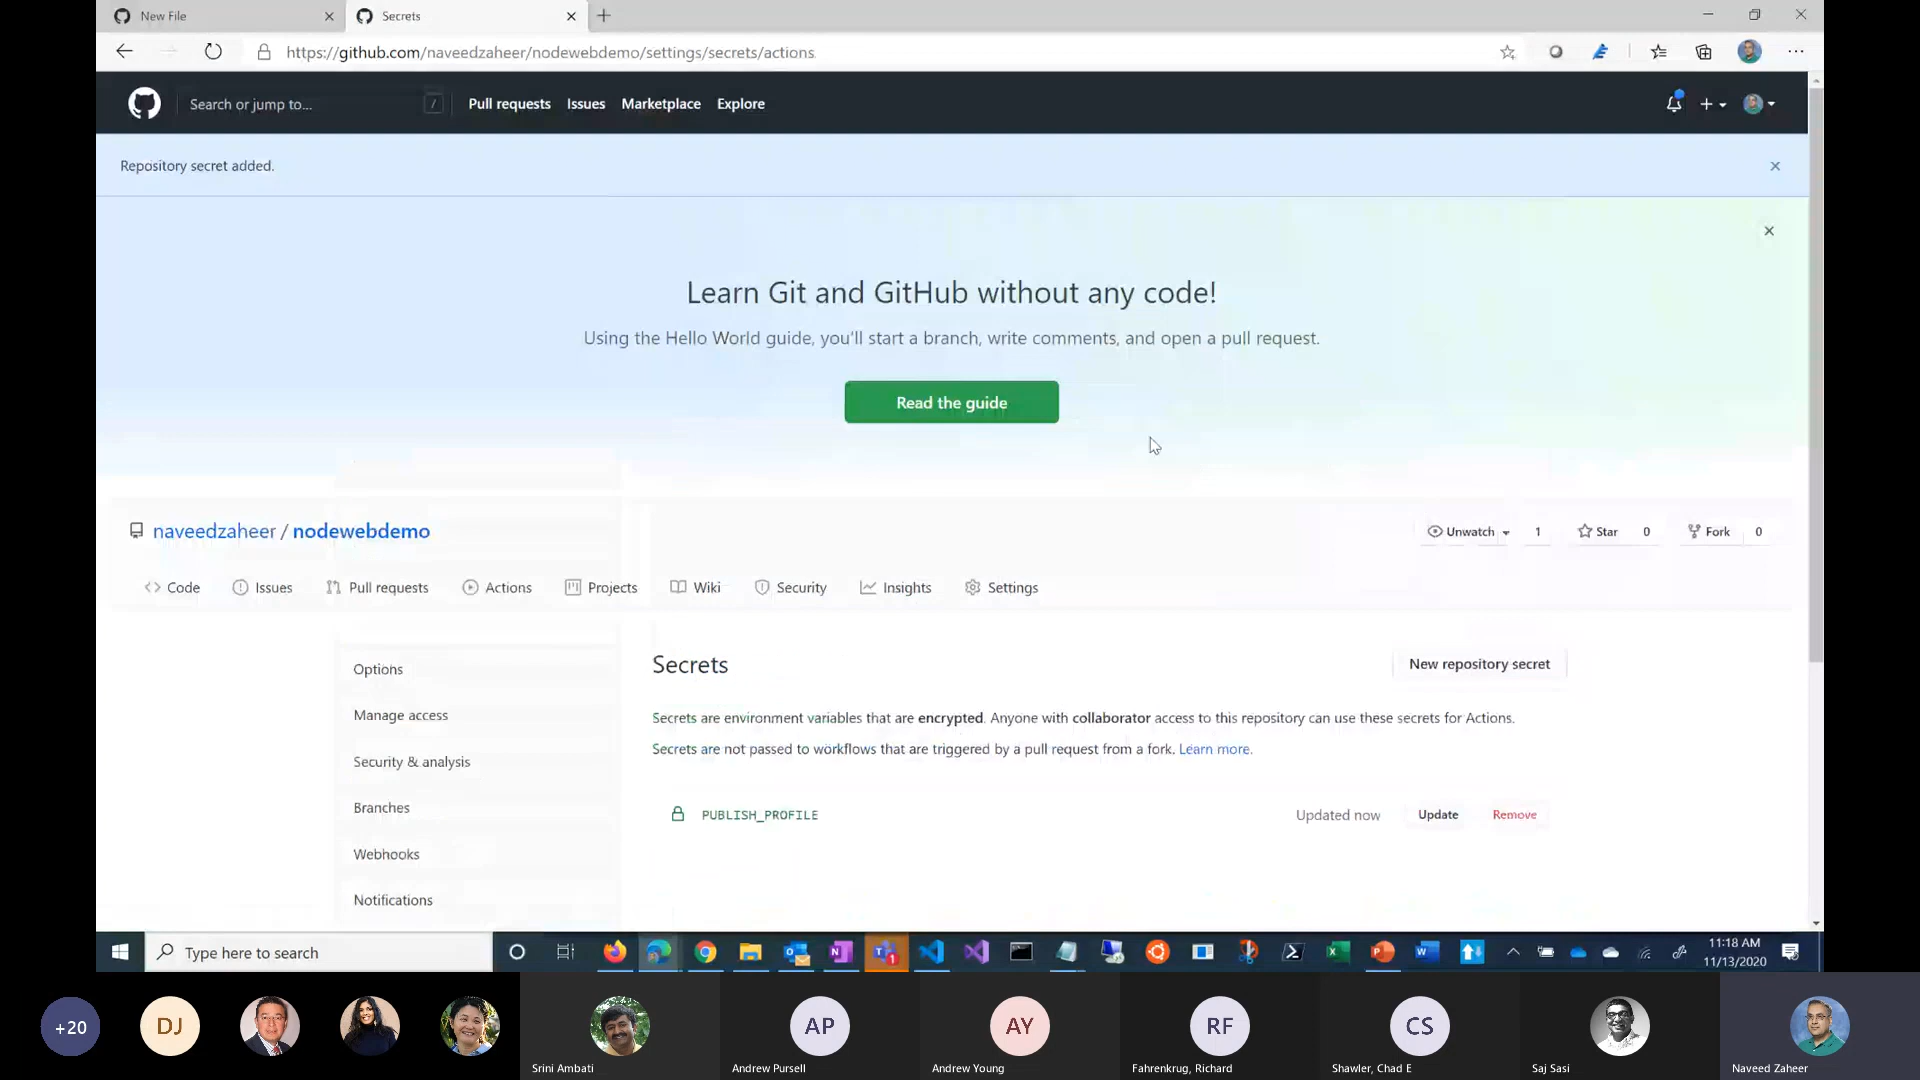 New File
Secrets
https://github.com/naveedzaheer/nodewebdemo/settings/secrets/actions
Search or jump to...
/
Pull requests
Issues
Marketplace
Explore
Repository secret added.
Learn Git and GitHub without any code!
Using the Hello World guide, you'll start a branch, write comments, and open a pull request.
Read the guide
naveedzaheer / nodewebdemo
Unwatch
1
Star
0
Fork
0
Code
Issues
Pull requests
Actions
Projects
Wiki
Security
Insights
Settings
Options
Manage access
Security & analysis
Branches
Webhooks
Notifications
Secrets
New repository secret
Secrets are environment variables that are encrypted. Anyone with collaborator access to this repository can use these secrets for Actions.
Secrets are not passed to workflows that are triggered by a pull request from a fork. Learn more.
PUBLISH_PROFILE
Updated now
Update
Remove
Type here to search
11:18 AM
11/13/2020
+20
DJ
Srini Ambati
AP
Andrew Pursell
AY
Andrew Young
RF
Fahrenkrug, Richard
CS
Shawler, Chad E
Saj Sasi
Naveed Zaheer